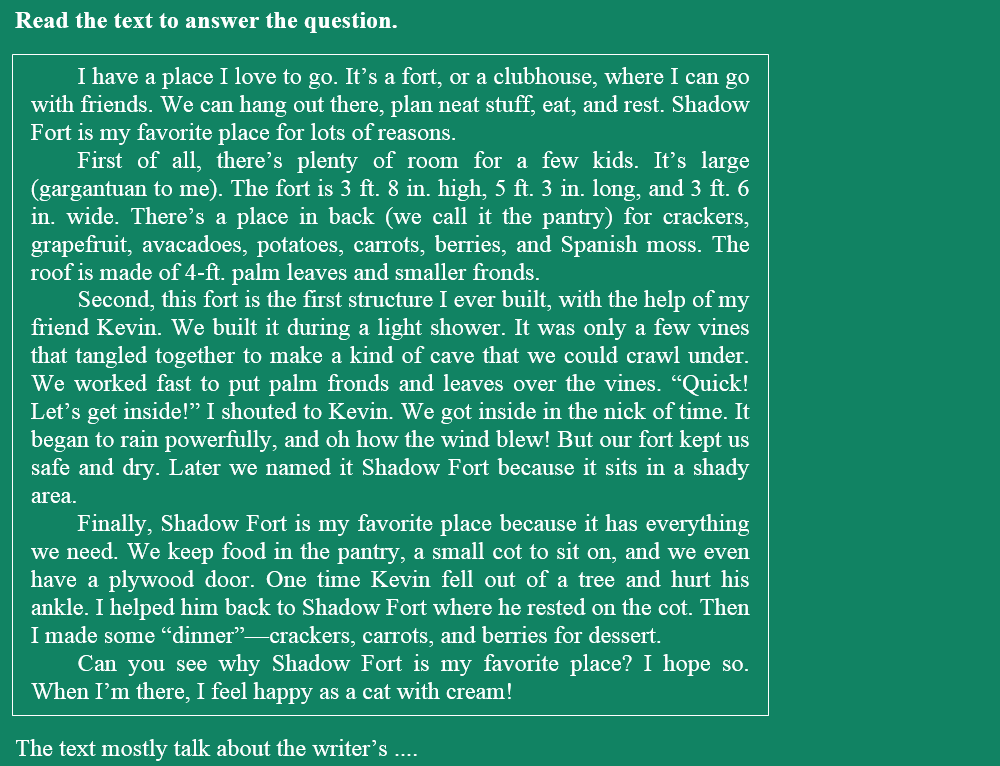 Read the text to answer the question.
I have a place I love to go. It’s a fort, or a clubhouse, where I can go
with friends. We can hang out there, plan neat stuff, eat, and rest. Shadow
Fort is my favorite place for lots of reasons.
First of all, there’s plenty of room for a few kids. It’s large
(gargantuan to me). The fort is 3 ft. 8 in. high, 5 ft. 3 in. long, and 3 ft. 6
in. wide. There’s a place in back (we call it the pantry) for crackers,
grapefruit, avacadoes, potatoes, carrots, berries, and Spanish moss. The
roof is made of 4-ft. palm leaves and smaller fronds.
Second, this fort is the first structure I ever built, with the help of my
friend Kevin. We built it during a light shower. It was only a few vines
that tangled together to make a kind of cave that we could crawl under.
We worked fast to put palm fronds and leaves over the vines. “Quick!
Let’s get inside!” I shouted to Kevin. We got inside in the nick of time. It
began to rain powerfully, and oh how the wind blew! But our fort kept us
safe and dry. Later we named it Shadow Fort because it sits in a shady
area.
Finally, Shadow Fort is my favorite place because it has everything
we need. We keep food in the pantry, a small cot to sit on, and we even
have a plywood door. One time Kevin fell out of a tree and hurt his
ankle. I helped him back to Shadow Fort where he rested on the cot. Then
I made some “dinner”—crackers, carrots, and berries for dessert.
Can you see why Shadow Fort is my favorite place? I hope so.
When I’m there, I feel happy as a cat with cream!
The text mostly talk about the writer’s ....